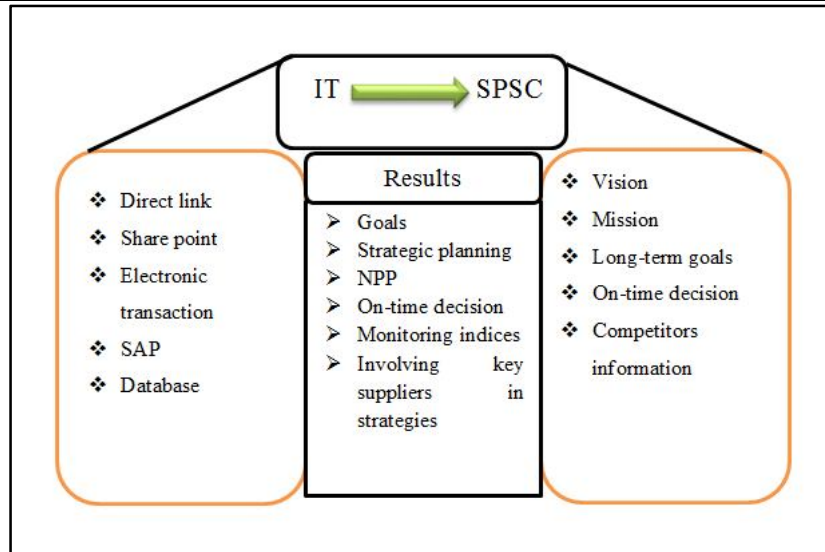 IT SPSC
❖ Direct link
❖ Share point
❖ Electronic
transaction
❖ SAP
❖ Database
Results
➢ Goals
➢ Strategic planning
➢ NPP
➢ On-time decision
➢ Monitoring indices
➢ Involving key
suppliers in
strategies
❖ Vision
❖ Mission
❖ Long-term goals
❖ On-time decision
❖ Competitors
information